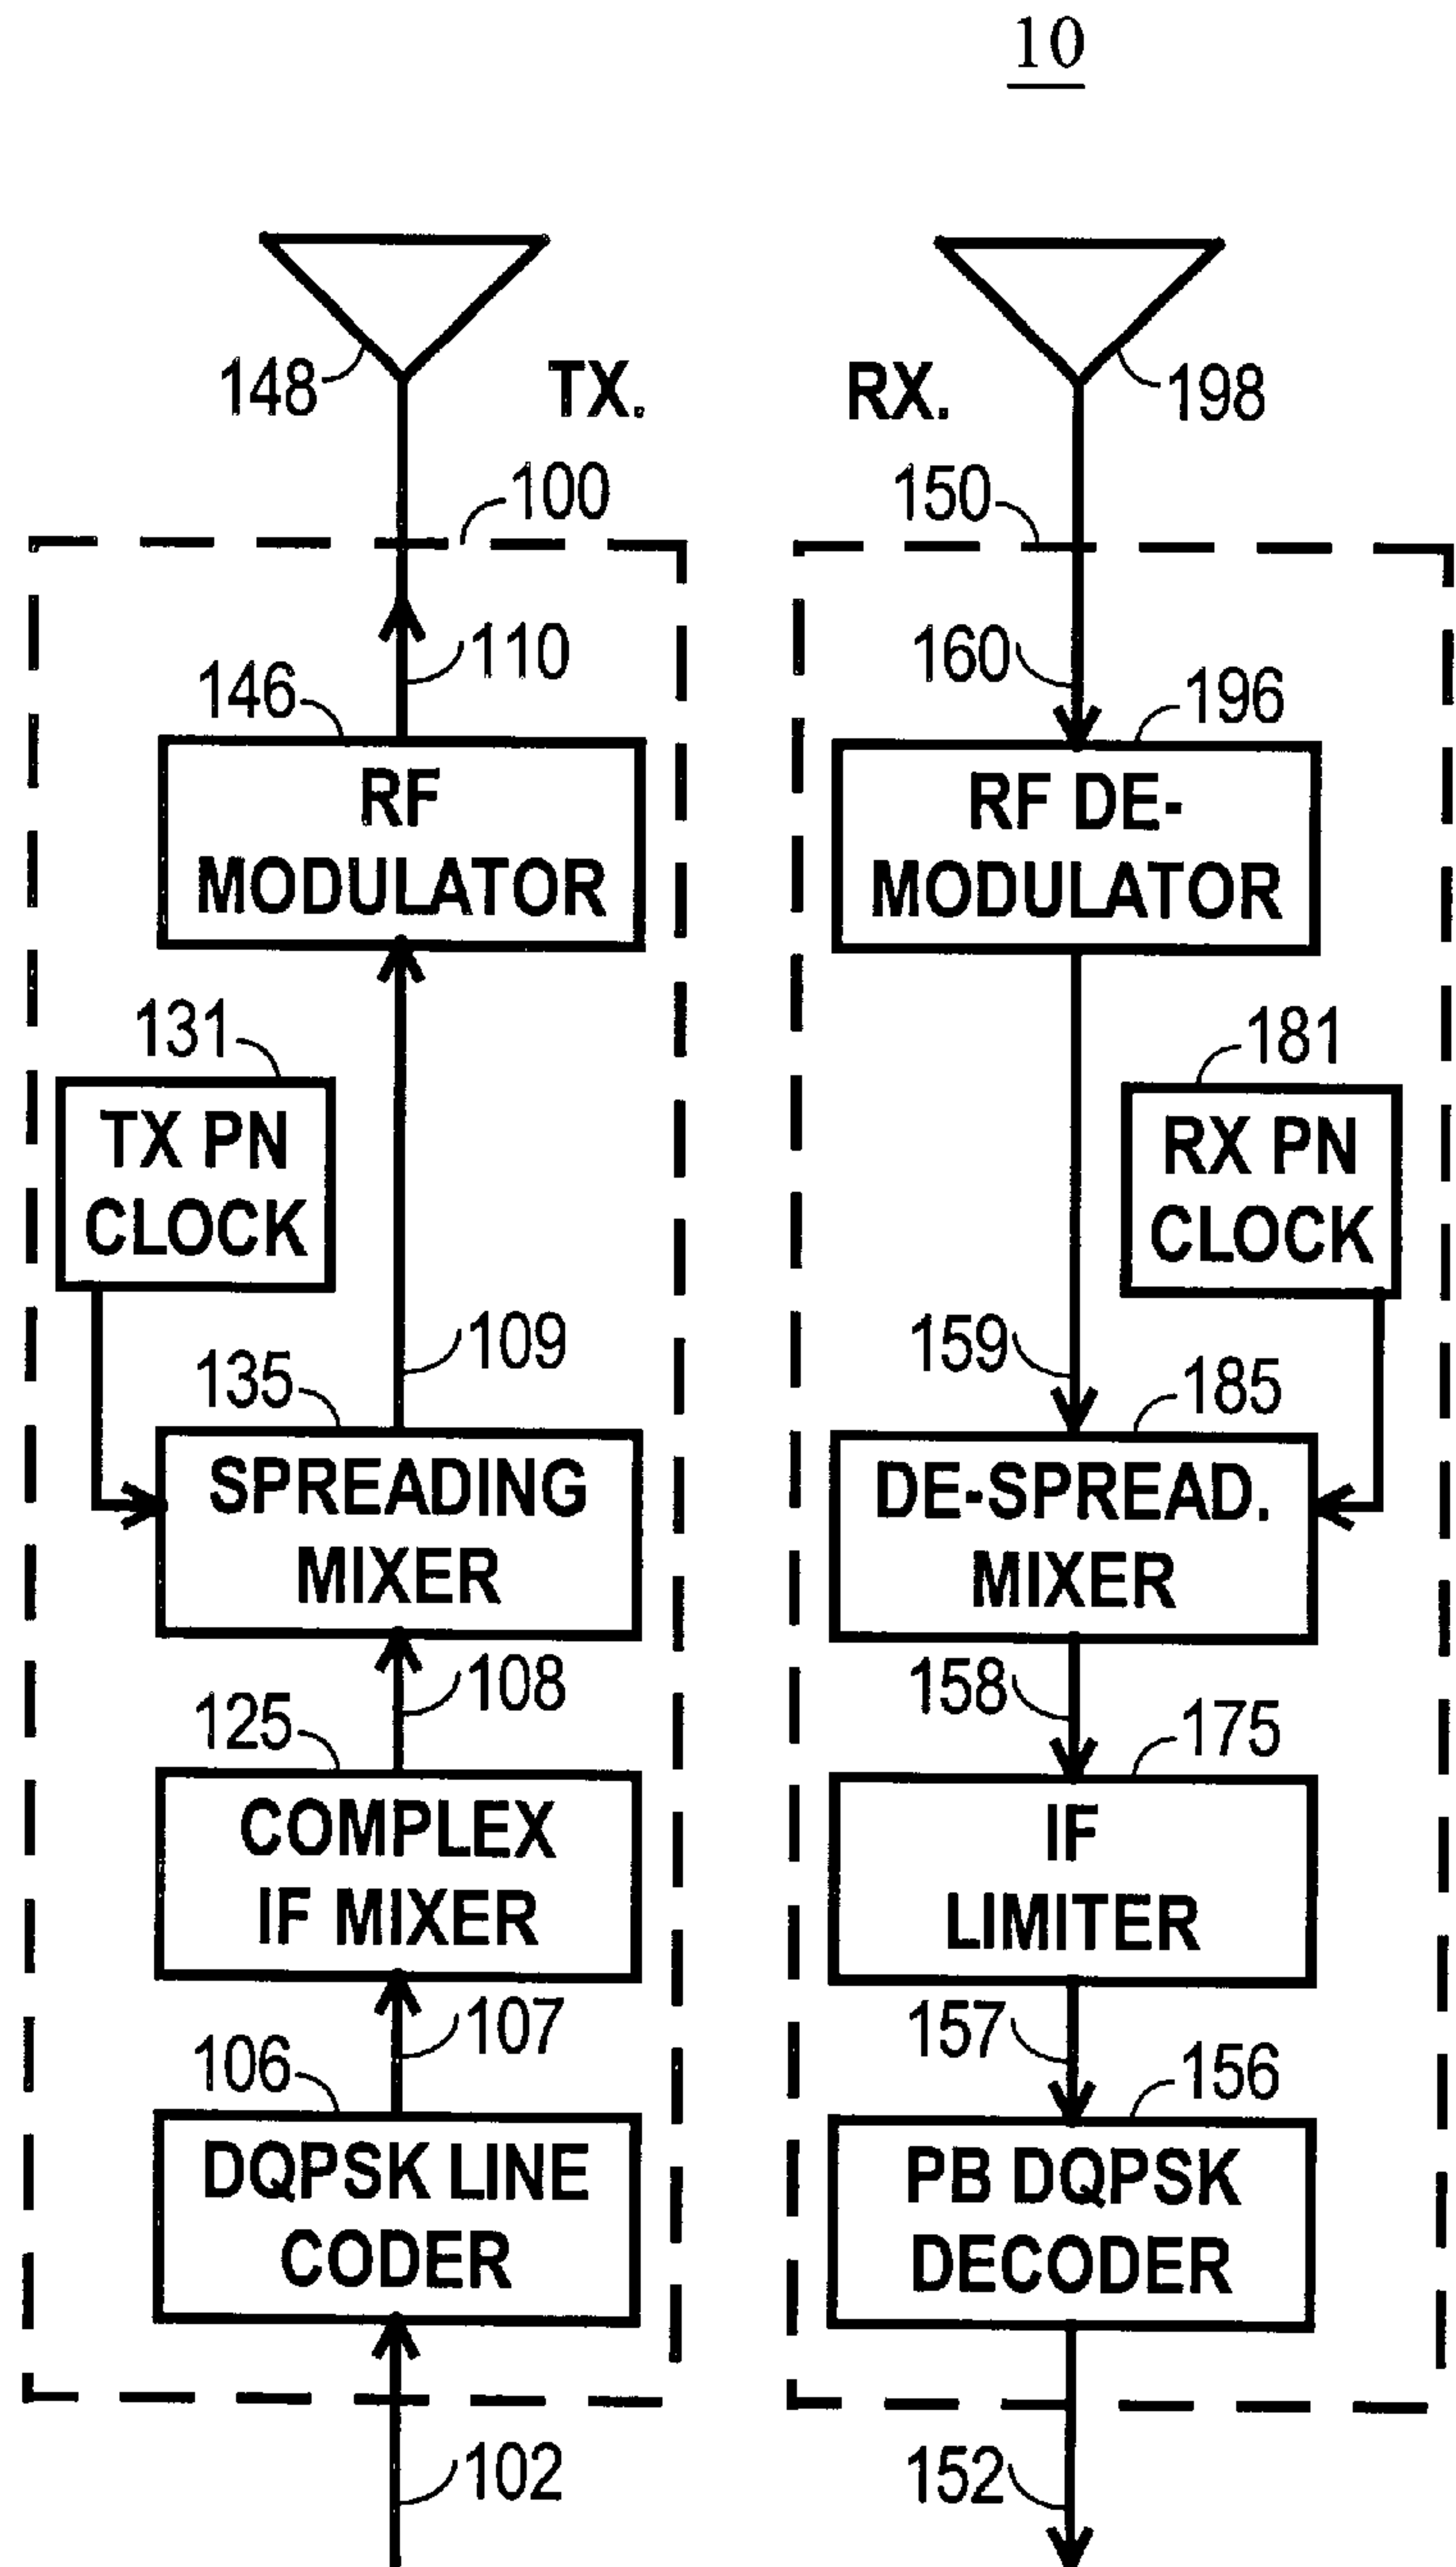 10
148
TX.
100
110
146
RF
MODULATOR
131
TX PN
CLOCK
109
135
SPREADING
MIXER
108
125
COMPLEX
IF MIXER
107
106
DQPSK LINE
CODER
102
RX.
198
150
160
196
RF DE-
MODULATOR
181
RX PN
CLOCK
159
185
DE-SPREAD.
MIXER
158
175
IF
LIMITER
157
156
PB DQPSK
DECODER
152